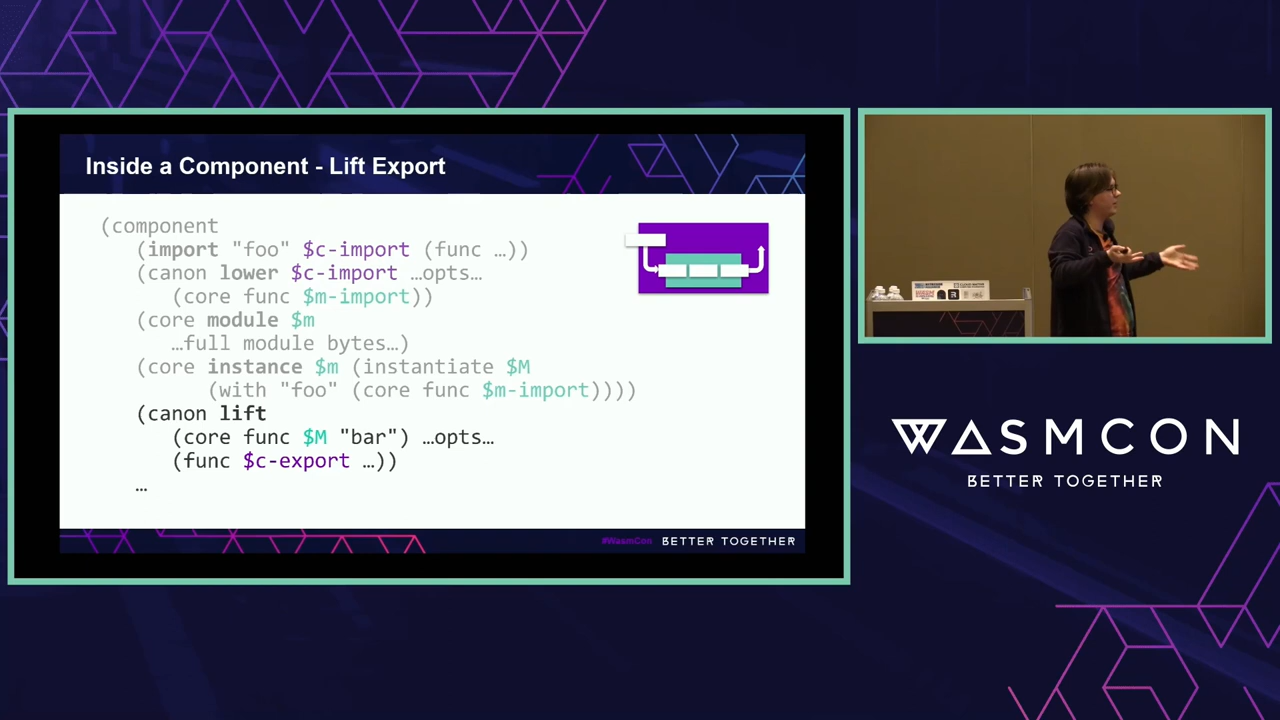 Inside a Component - Lift Export
(component
(import "foo" $c-import (func …))
(canon lower $c-import …opts…
(core func $m-import))
(core module $m
…full module bytes…)
(core instance $m (instantiate $M
(with "foo" (core func $m-import))))
(canon lift
(core func $M "bar") …opts…
(func $c-export …))
…
#WasmCon BETTER TOGETHER
WASMCON
BETTER TOGETHER